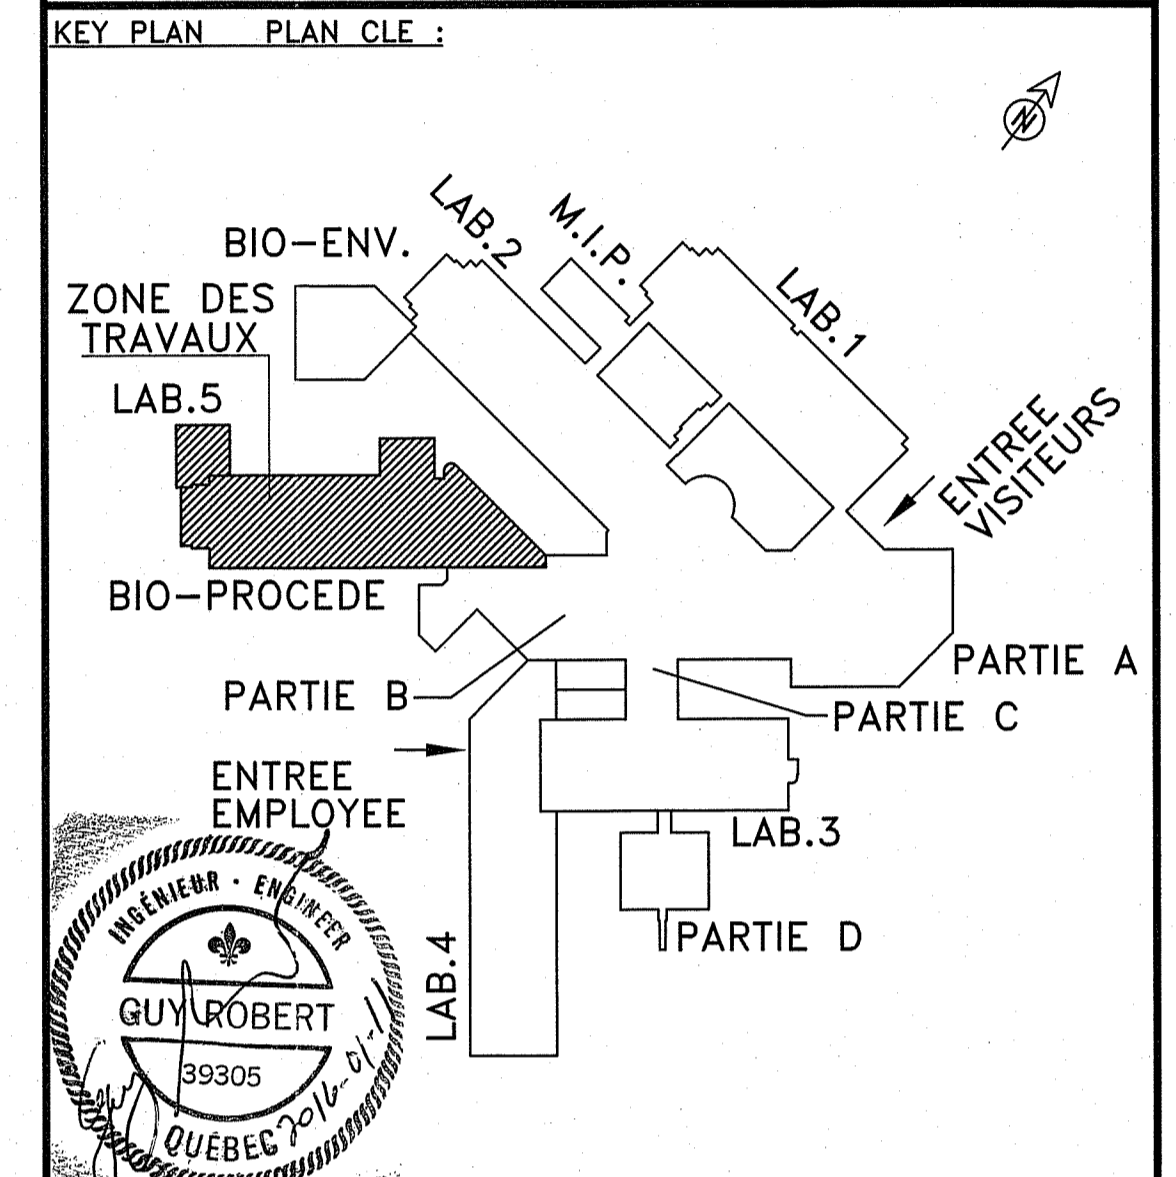 KEY PLAN PLAN CLE :
N
LAB.2
M.I.P.
BIO-ENV.
LAB.1
ZONE DES
TRAVAUX
LAB.5
ENTREE
VISITEURS
BIO-PROCEDE
PARTIE A
PARTIE B
PARTIE C
ENTREE
EMPLOYEE
LAB.3
PARTIE D
LAB.4
INGÉNIEUR · ENGINEER
GUY ROBERT
39305
QUÉBEC